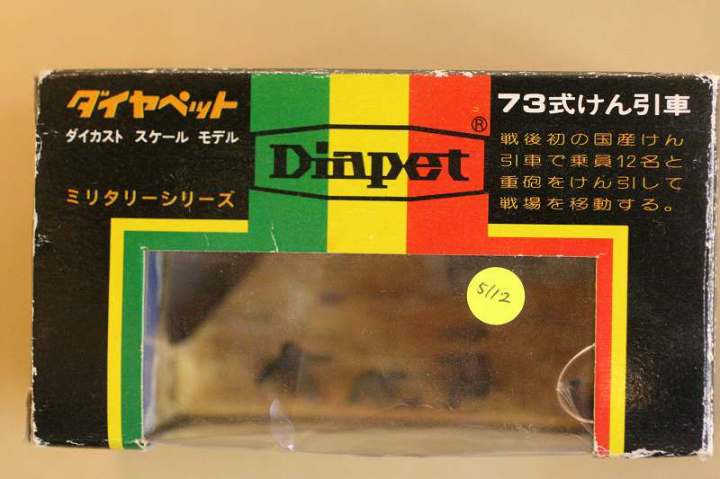 ダイヤペット
ダイカスト スケール モデル
ミリタリーシリーズ
Diapet®
73式けん引車
戦後初の国産けん
引車で乗員12名と
重砲をけん引して
戦場を移動する。
5/12